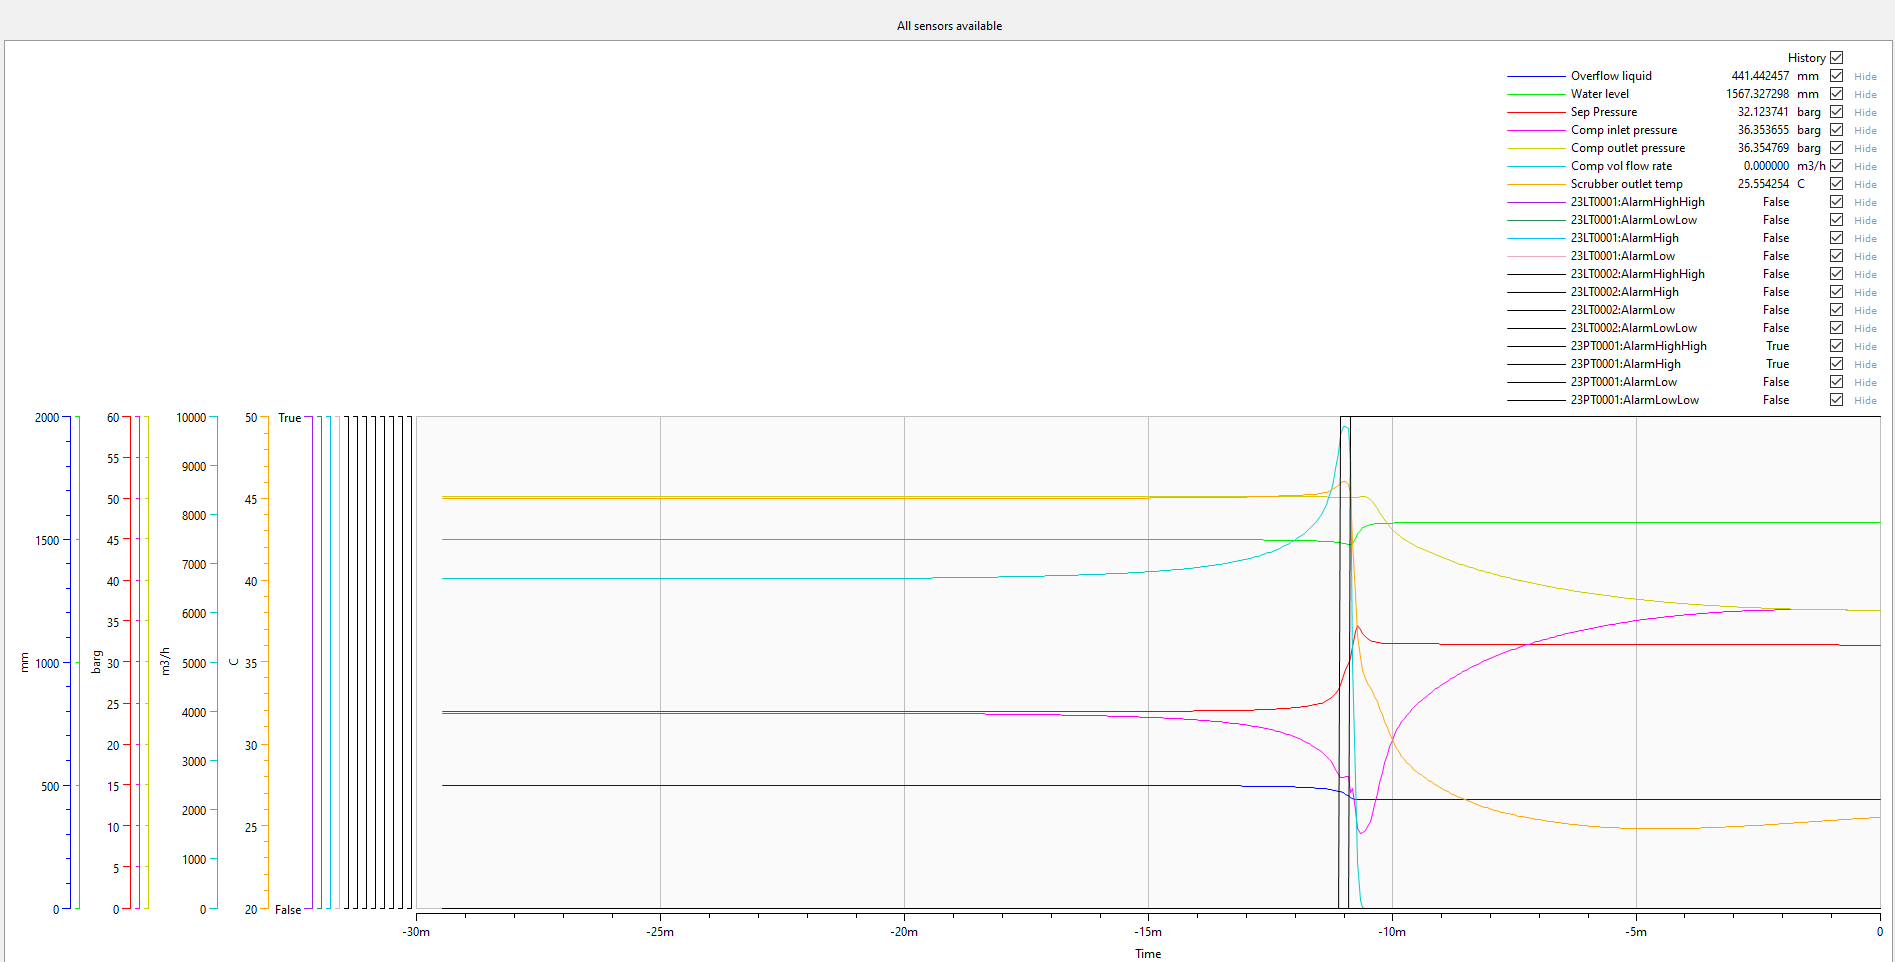 All sensors available
History
Overflow liquid 441.442457 mm Hide
Water level 1567.327298 mm Hide
Sep Pressure 32.123741 barg Hide
Comp inlet pressure 36.353655 barg Hide
Comp outlet pressure 36.354769 barg Hide
Comp vol flow rate 0.000000 m3/h Hide
Scrubber outlet temp 25.554254 C Hide
23LT0001:AlarmHighHigh False Hide
23LT0001:AlarmLowLow False Hide
23LT0001:AlarmHigh False Hide
23LT0001:AlarmLow False Hide
23LT0002:AlarmHighHigh False Hide
23LT0002:AlarmHigh False Hide
23LT0002:AlarmLow False Hide
23LT0002:AlarmLowLow False Hide
23PT0001:AlarmHighHigh True Hide
23PT0001:AlarmHigh True Hide
23PT0001:AlarmLow False Hide
23PT0001:AlarmLowLow False Hide
2000 60 10000 50 True
55 9000
50 45
8000
1500 45
7000
40 40
35 6000
mm 1000 barg 30 m3/h 5000 C 35
25
4000
20 30
3000
500 15
2000
10 25
5 1000
0 0 0 20 False
-30m -25m -20m -15m -10m -5m 0
Time